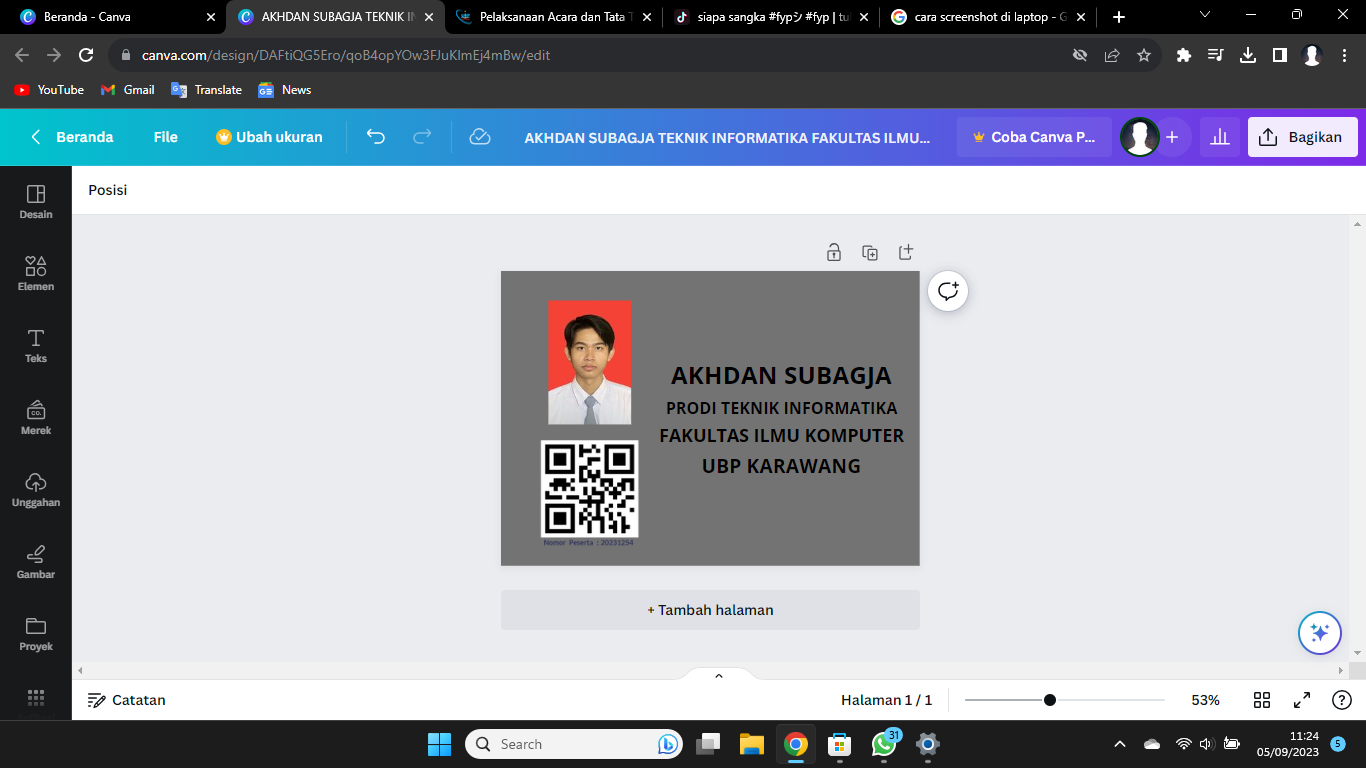 Beranda - Canva
AKHDAN SUBAGJA TEKNIK IN
Pelaksanaan Acara dan Tata T
siapa sangka #fypシ #fyp | tu
cara screenshot di laptop - G
canva.com/design/DAFtiQG5Ero/qoB4opYOw3FJuKlmEj4mBw/edit
YouTube
Gmail
Translate
News
Beranda
File
Ubah ukuran
AKHDAN SUBAGJA TEKNIK INFORMATIKA FAKULTAS ILMU...
Coba Canva P...
Bagikan
Posisi
Desain
Elemen
Teks
CO.
Merek
Unggahan
Gambar
Proyek
AKHDAN SUBAGJA
PRODI TEKNIK INFORMATIKA
FAKULTAS ILMU KOMPUTER
UBP KARAWANG
Nomor Peserta : 20231254
+ Tambah halaman
Catatan
Halaman 1 / 1
53%
Search
31
11:24
05/09/2023
5